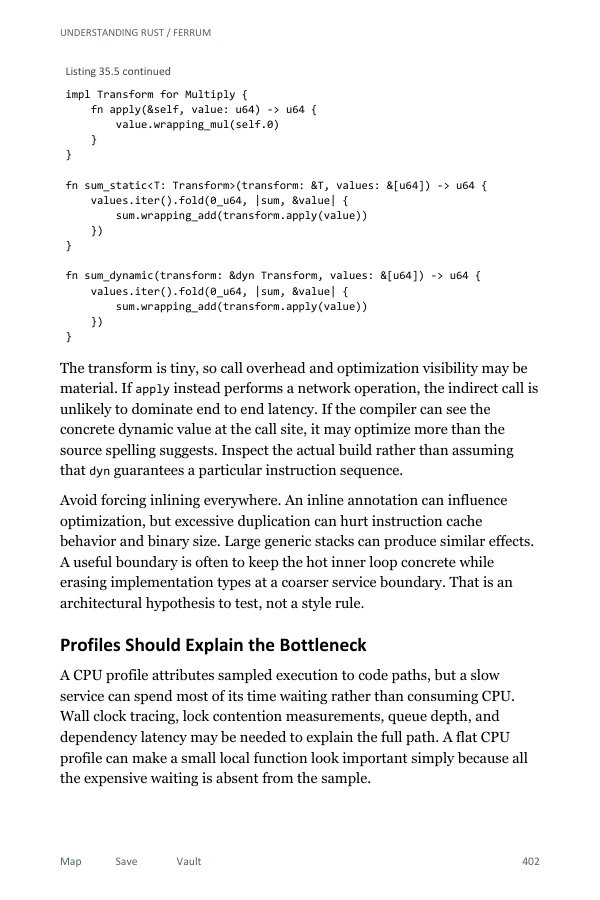 UNDERSTANDING RUST / FERRUM
Listing 35.5 continued
impl Transform for Multiply {
    fn apply(&self, value: u64) -> u64 {
        value.wrapping_mul(self.0)
    }
}

fn sum_static<T: Transform>(transform: &T, values: &[u64]) -> u64 {
    values.iter().fold(0_u64, |sum, &value| {
        sum.wrapping_add(transform.apply(value))
    })
}

fn sum_dynamic(transform: &dyn Transform, values: &[u64]) -> u64 {
    values.iter().fold(0_u64, |sum, &value| {
        sum.wrapping_add(transform.apply(value))
    })
}
The transform is tiny, so call overhead and optimization visibility may be
material. If apply instead performs a network operation, the indirect call is
unlikely to dominate end to end latency. If the compiler can see the
concrete dynamic value at the call site, it may optimize more than the
source spelling suggests. Inspect the actual build rather than assuming
that dyn guarantees a particular instruction sequence.
Avoid forcing inlining everywhere. An inline annotation can influence
optimization, but excessive duplication can hurt instruction cache
behavior and binary size. Large generic stacks can produce similar effects.
A useful boundary is often to keep the hot inner loop concrete while
erasing implementation types at a coarser service boundary. That is an
architectural hypothesis to test, not a style rule.
Profiles Should Explain the Bottleneck
A CPU profile attributes sampled execution to code paths, but a slow
service can spend most of its time waiting rather than consuming CPU.
Wall clock tracing, lock contention measurements, queue depth, and
dependency latency may be needed to explain the full path. A flat CPU
profile can make a small local function look important simply because all
the expensive waiting is absent from the sample.
Map Save Vault 402